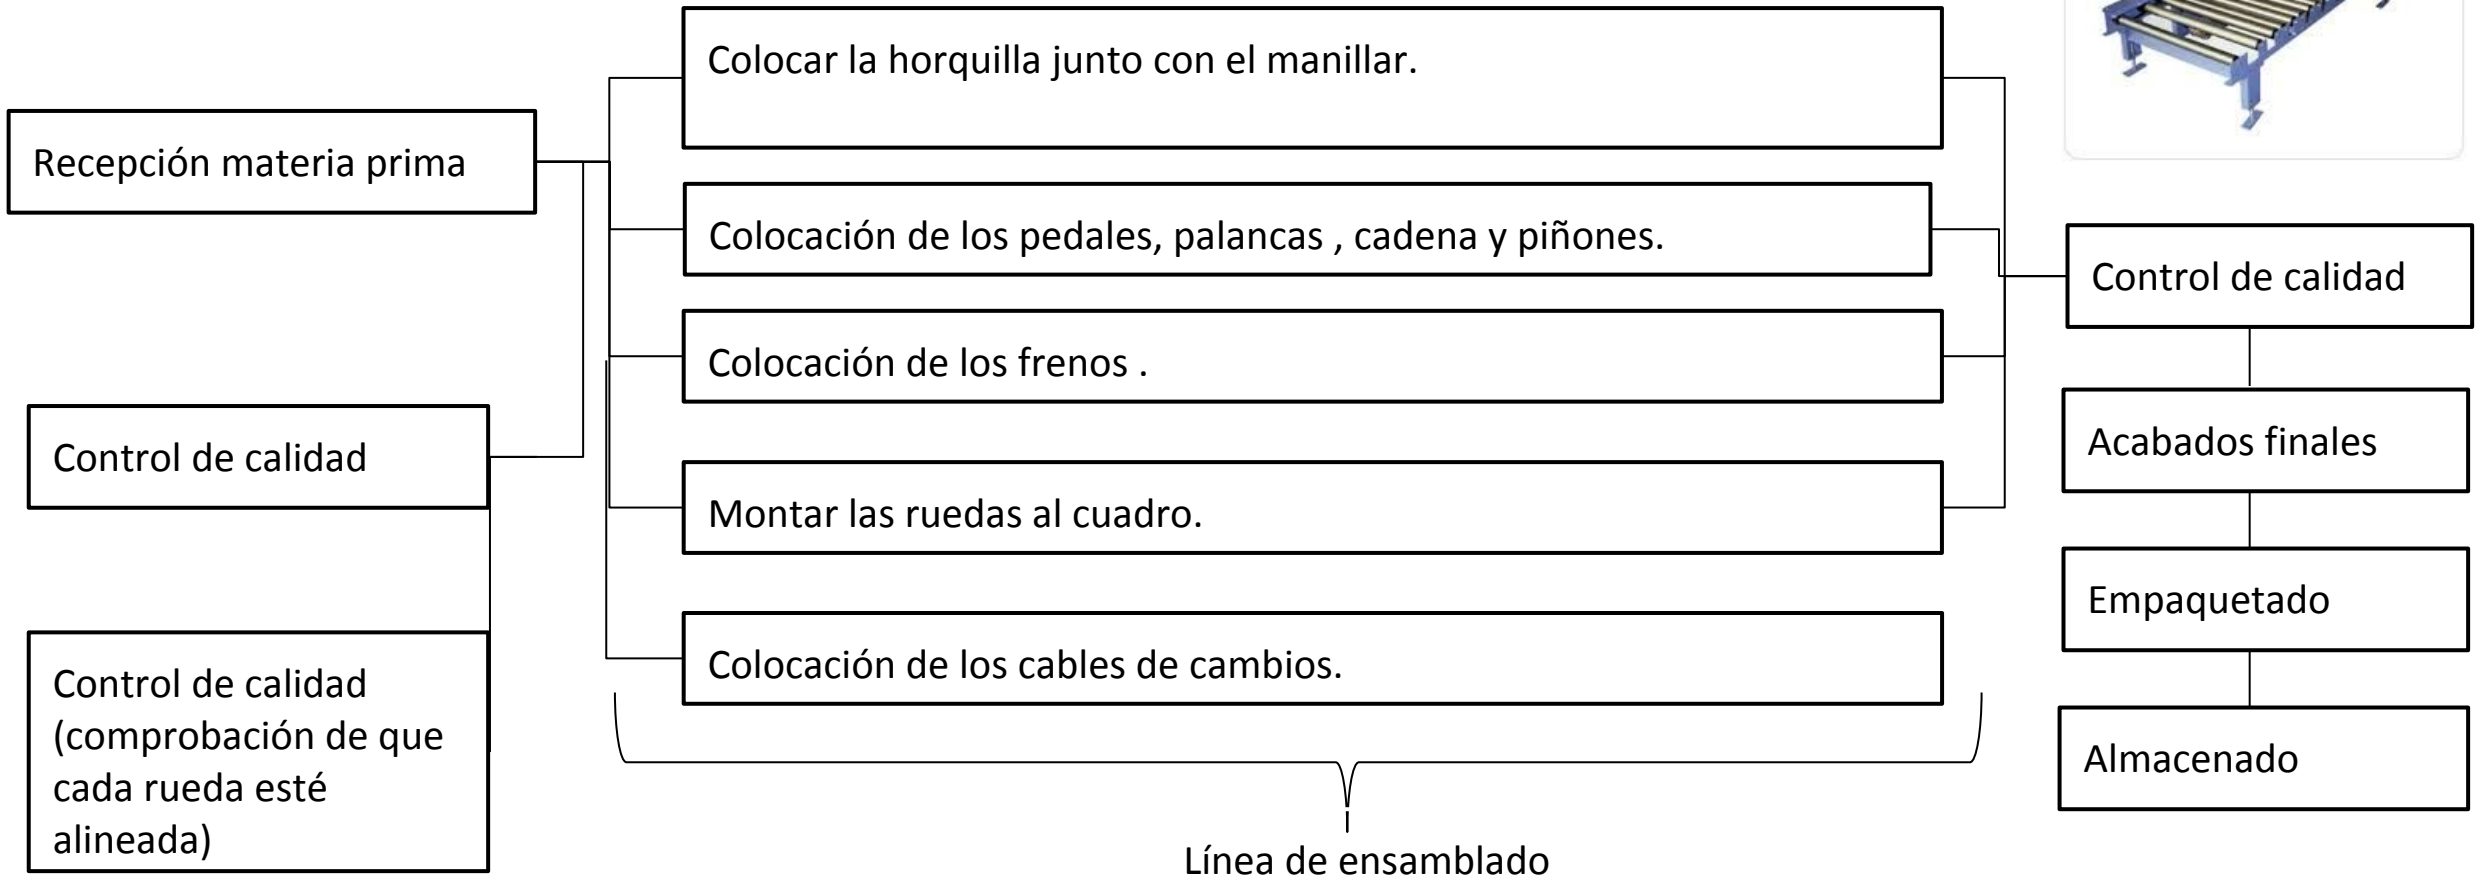 Recepción materia prima
Control de calidad
Control de calidad
(comprobación de que
cada rueda esté
alineada)
Colocar la horquilla junto con el manillar.
Colocación de los pedales, palancas , cadena y piñones.
Colocación de los frenos .
Montar las ruedas al cuadro.
Colocación de los cables de cambios.
Línea de ensamblado
Control de calidad
Acabados finales
Empaquetado
Almacenado